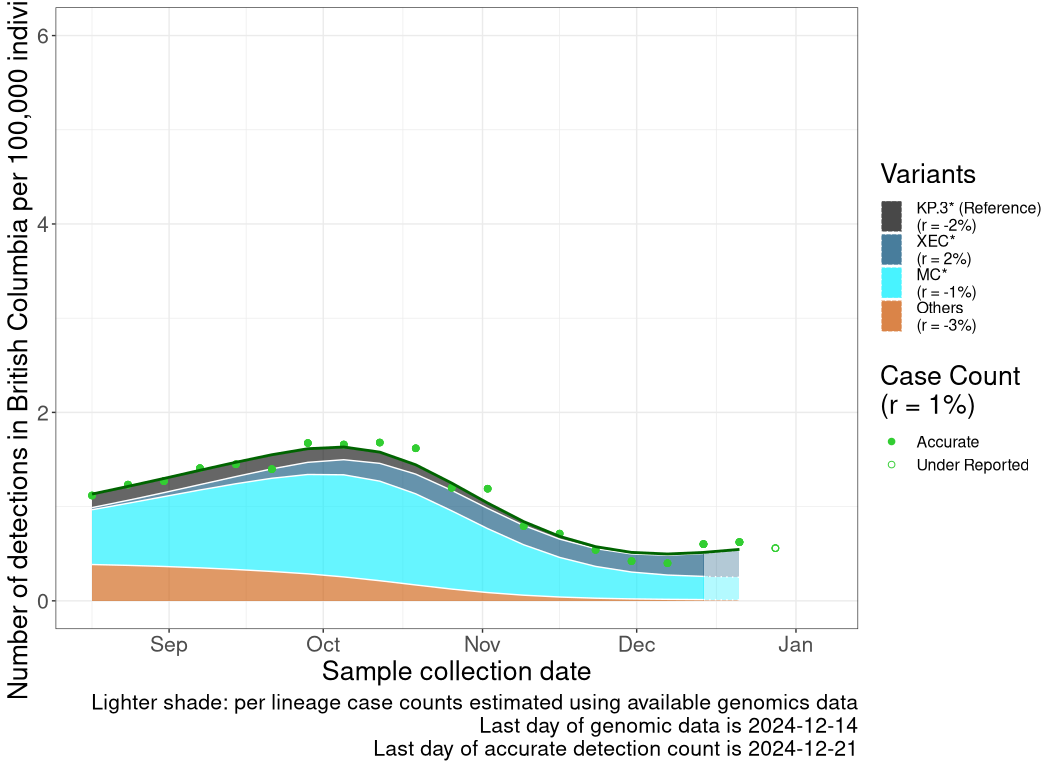 Number of detections in British Columbia per 100,000
6
4
2
0
Sep Oct Nov Dec Jan
Sample collection date
Lighter shade: per lineage case counts estimated using available genomics data
Last day of genomic data is 2024-12-14
Last day of accurate detection count is 2024-12-21
Variants
KP.3* (Reference)
(r = -2%)
XEC*
(r = 2%)
MC*
(r = -1%)
Others
(r = -3%)
Case Count
(r = 1%)
Accurate
Under Reported